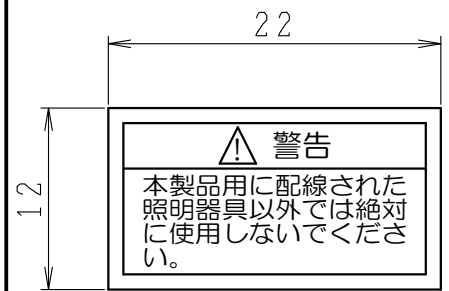 22
12
⚠ 警告
本製品用に配線された
照明器具以外では絶対
に使用しないでくださ
い。